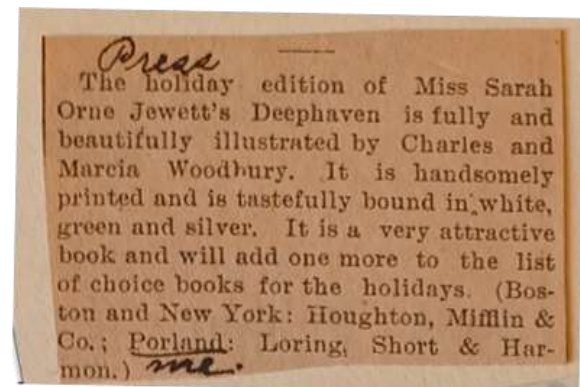 Press
The holiday edition of Miss Sarah
Orne Jewett's Deephaven is fully and
beautifully illustrated by Charles and
Marcia Woodbury. It is handsomely
printed and is tastefully bound in white,
green and silver. It is a very attractive
book and will add one more to the list
of choice books for the holidays. (Bos-
ton and New York: Houghton, Mifflin &
Co.; Porland: Loring, Short & Har-
mon.) me.